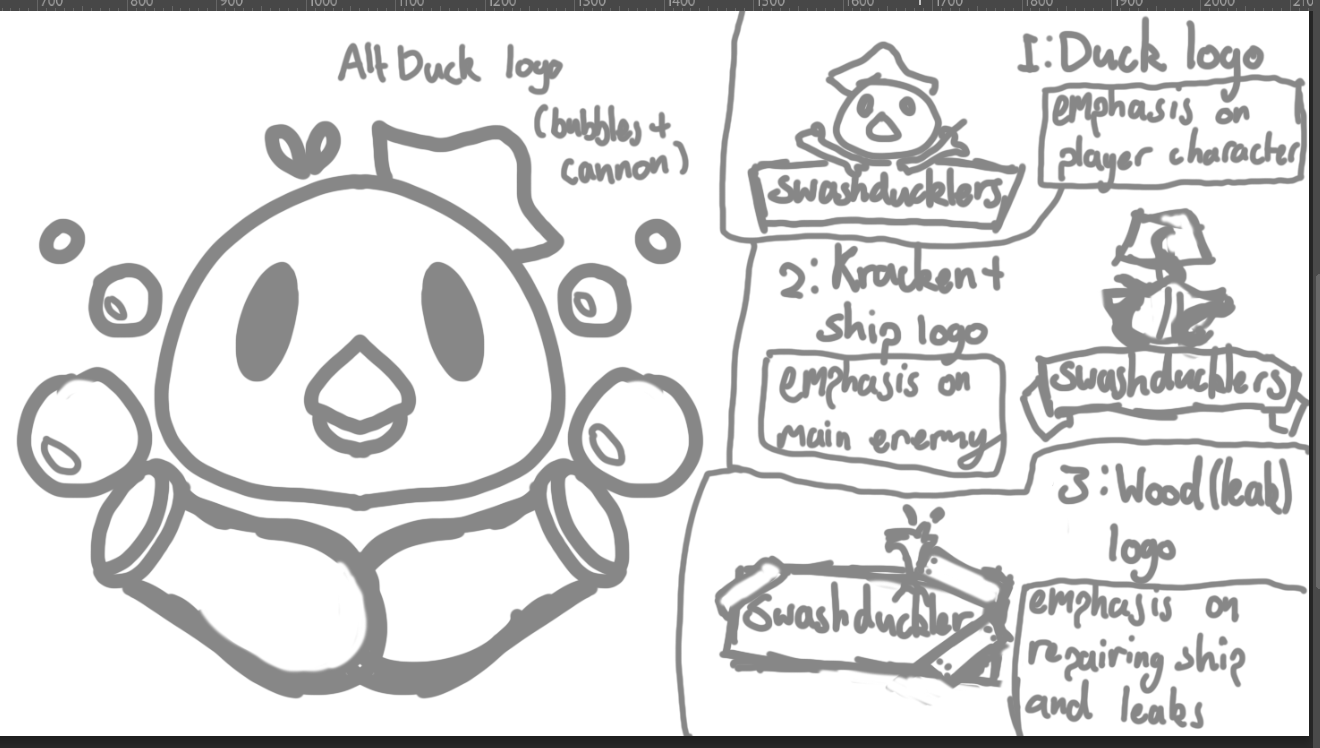 700 800 900 1000 1100 1200 1300 1400 1500 1600 1700 1800 1900 2000 210
Alt Duck logo
(bubbles +
cannon)
1: Duck logo
emphasis on
player character
swashducklers
2: Kracken +
ship logo
emphasis on
main enermy
swashducklers
3: Wood (leak)
logo
emphasis on
repairing ship
and leaks
Swashduckler